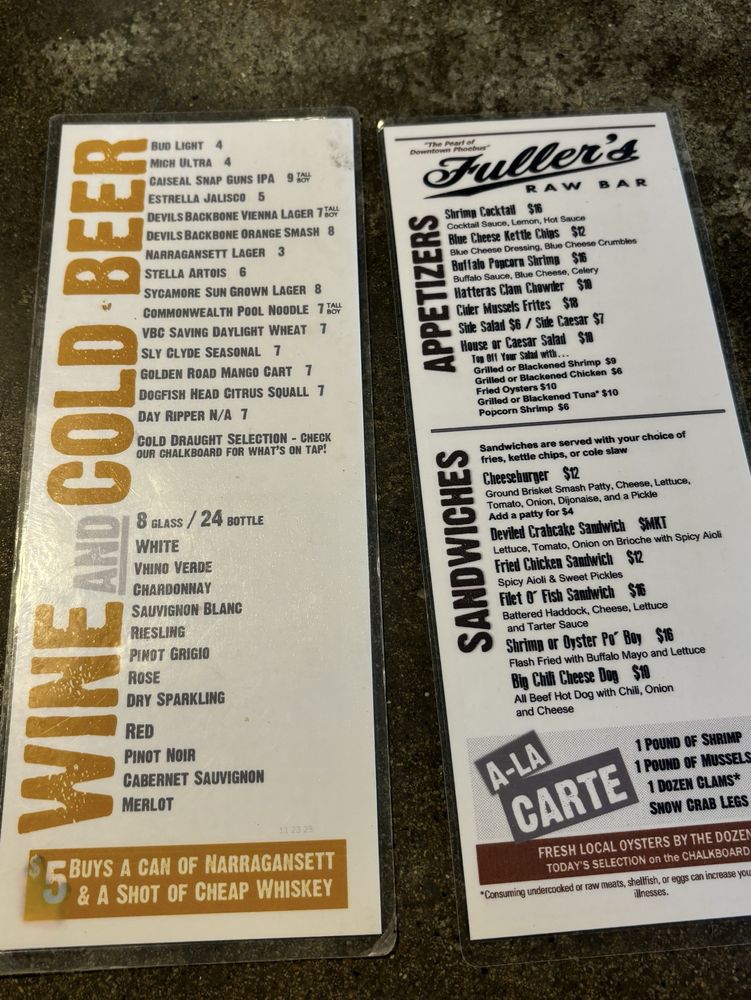 COLD BEER
AND
WINE
BUD LIGHT 4
MICH ULTRA 4
CAISEAL SNAP GUNS IPA 9 TALL BOY
ESTRELLA JALISCO 5
DEVILS BACKBONE VIENNA LAGER 7 TALL BOY
DEVILS BACKBONE ORANGE SMASH 8
NARRAGANSETT LAGER 3
STELLA ARTOIS 6
SYCAMORE SUN GROWN LAGER 8
COMMONWEALTH POOL NOODLE 7 TALL BOY
VBC SAVING DAYLIGHT WHEAT 7
SLY CLYDE SEASONAL 7
GOLDEN ROAD MANGO CART 7
DOGFISH HEAD CITRUS SQUALL 7
DAY RIPPER N/A 7
COLD DRAUGHT SELECTION - CHECK
OUR CHALKBOARD FOR WHAT'S ON TAP!
8 GLASS / 24 BOTTLE
WHITE
VHINO VERDE
CHARDONNAY
SAUVIGNON BLANC
RIESLING
PINOT GRIGIO
ROSE
DRY SPARKLING
RED
PINOT NOIR
CABERNET SAUVIGNON
MERLOT
11 23 23
$5 BUYS A CAN OF NARRAGANSETT
& A SHOT OF CHEAP WHISKEY
"The Pearl of
Downtown Phoebus"
Fuller's
RAW BAR
APPETIZERS
Shrimp Cocktail $16
Cocktail Sauce, Lemon, Hot Sauce
Blue Cheese Kettle Chips $12
Blue Cheese Dressing, Blue Cheese Crumbles
Buffalo Popcorn Shrimp $16
Buffalo Sauce, Blue Cheese, Celery
Hatteras Clam Chowder $10
Cider Mussels Frites $18
Side Salad $6 / Side Caesar $7
House or Caesar Salad $10
Top Off Your Salad with...
Grilled or Blackened Shrimp $9
Grilled or Blackened Chicken $6
Fried Oysters $10
Grilled or Blackened Tuna* $10
Popcorn Shrimp $6
SANDWICHES
Sandwiches are served with your choice of
fries, kettle chips, or cole slaw
Cheeseburger $12
Ground Brisket Smash Patty, Cheese, Lettuce,
Tomato, Onion, Dijonaise, and a Pickle
Add a patty for $4
Deviled Crabcake Sandwich $MKT
Lettuce, Tomato, Onion on Brioche with Spicy Aioli
Fried Chicken Sandwich $12
Spicy Aioli & Sweet Pickles
Filet O' Fish Sandwich $16
Battered Haddock, Cheese, Lettuce
and Tarter Sauce
Shrimp or Oyster Po' Boy $16
Flash Fried with Buffalo Mayo and Lettuce
Big Chili Cheese Dog $10
All Beef Hot Dog with Chili, Onion
and Cheese
A-LA
CARTE
1 POUND OF SHRIMP
1 POUND OF MUSSELS
1 DOZEN CLAMS*
SNOW CRAB LEGS
FRESH LOCAL OYSTERS BY THE DOZEN
TODAY'S SELECTION on the CHALKBOARD
*Consuming undercooked or raw meats, shellfish, or eggs can increase you
illnesses.